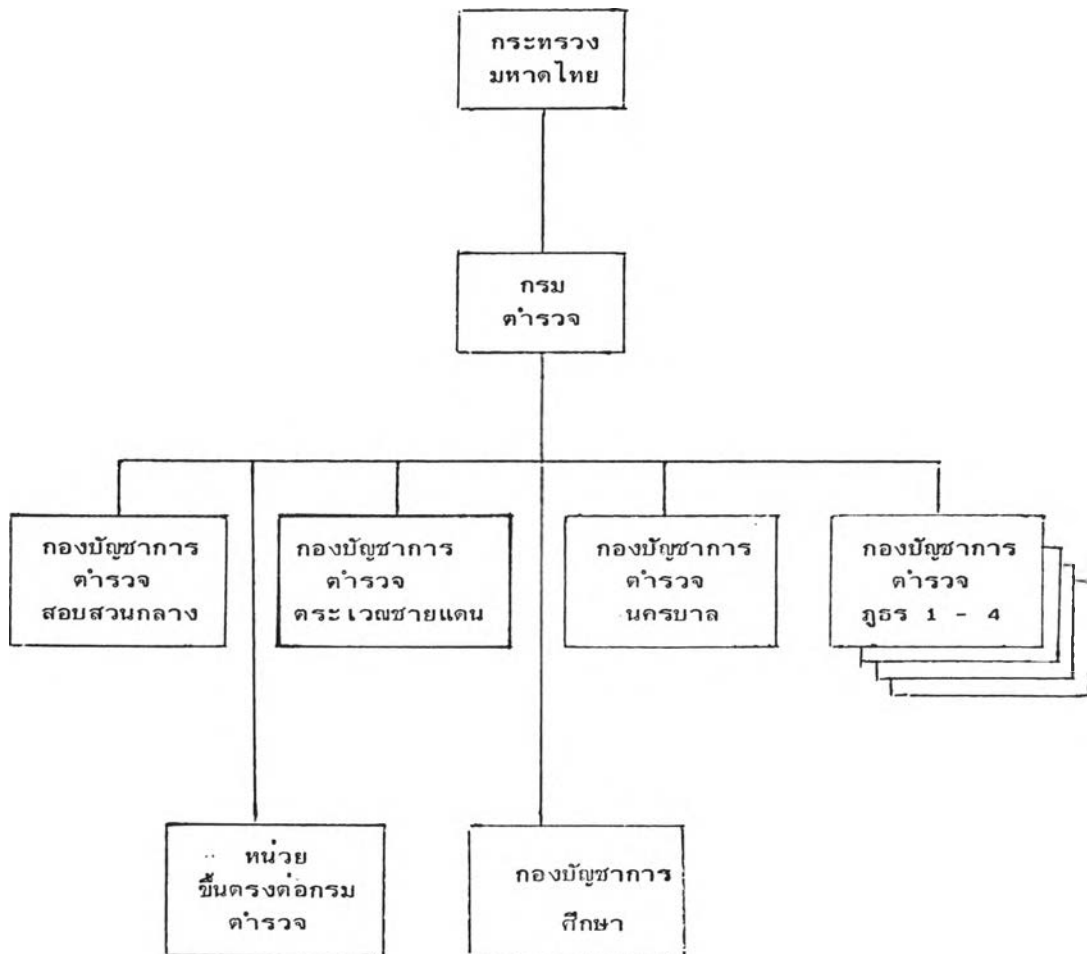 กระทรวง
มหาดไทย
กรม
ตำรวจ
กองบัญชาการ
ตำรวจ
สอบสวนกลาง
กองบัญชาการ
ตำรวจ
ตระเวณชายแดน
กองบัญชาการ
ตำรวจ
นครบาล
กองบัญชาการ
ตำรวจ
ภูธร 1 - 4
หน่วย
ขึ้นตรงต่อกรม
ตำรวจ
กองบัญชาการ
ศึกษา